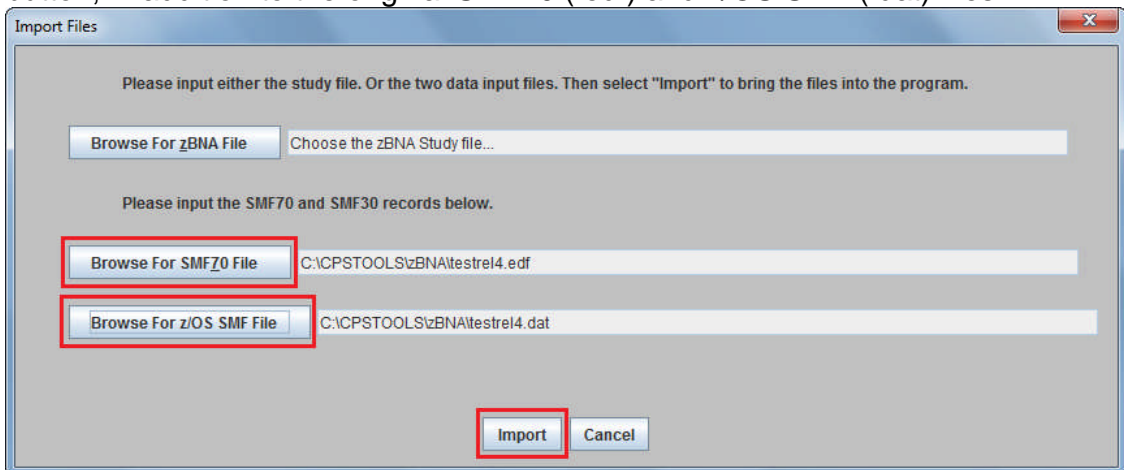 Import Files
X
Please input either the study file. Or the two data input files. Then select "Import" to bring the files into the program.
Browse For zBNA File Choose the zBNA Study file...
Please input the SMF70 and SMF30 records below.
Browse For SMF70 File C:\CPSTOOLS\zBNA\testrel4.edf
Browse For z/OS SMF File C:\CPSTOOLS\zBNA\testrel4.dat
Import Cancel